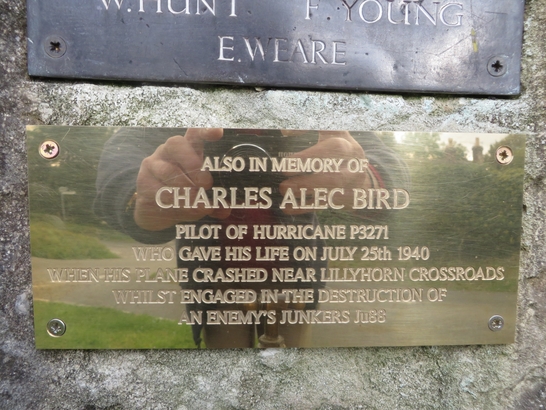 W. HUNT F. YOUNG
E. WEARE
ALSO IN MEMORY OF
CHARLES ALEC BIRD
PILOT OF HURRICANE P3271
WHO GAVE HIS LIFE ON JULY 25th 1940
WHEN HIS PLANE CRASHED NEAR LILLYHORN CROSSROADS
WHILST ENGAGED IN THE DESTRUCTION OF
AN ENEMY'S JUNKERS Ju88